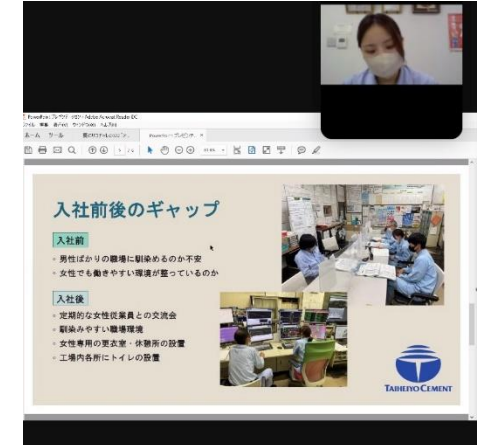 入社前後のギャップ
入社前
・男性ばかりの職場に馴染めるのか不安
・女性でも働きやすい環境が整っているのか
入社後
・定期的な女性従業員との交流会
・馴染みやすい職場環境
・女性専用の更衣室・休憩所の設置
・工場内各所にトイレの設置
TAIHEIYO CEMENT